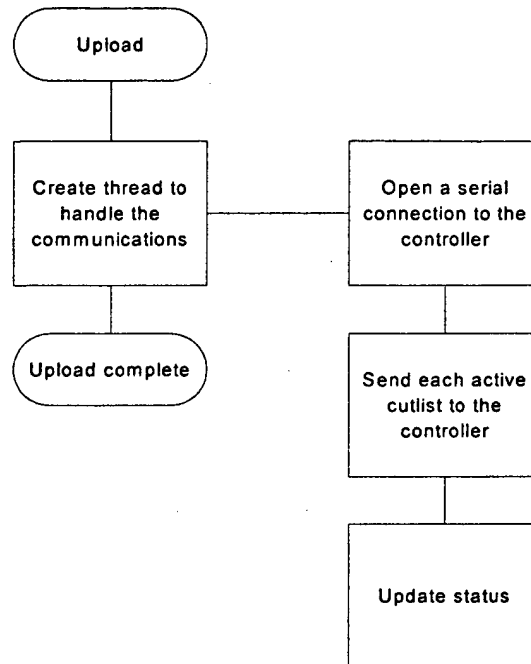 Upload
Create thread to
handle the
communications
Open a serial
connection to the
controller
Upload complete
Send each active
cutlist to the
controller
Update status